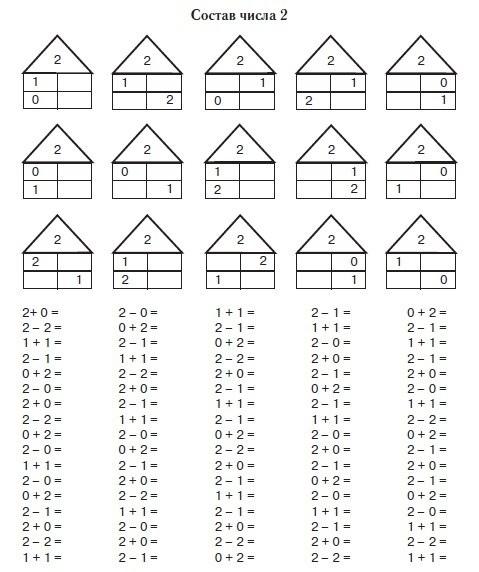 Состав числа 2
2 2 2 2 2
1 1 1 1 0
0 2 0 2 1
2 2 2 2 2
0 0 1 1 0
1 1 2 2 1
2 2 2 2 2
2 1 2 0 1
1 2 1 1 0
2+ 0 = 2 – 0 = 1 + 1 = 2 – 1 = 0 + 2 =
2 – 2 = 0 + 2 = 2 – 1 = 1 + 1 = 2 – 1 =
1 + 1 = 2 – 1 = 0 + 2 = 2 – 0 = 1 + 1 =
2 – 1 = 1 + 1 = 2 – 2 = 2 + 0 = 2 – 1 =
0 + 2 = 2 – 2 = 2 + 0 = 2 – 1 = 2 + 0 =
2 – 0 = 2 + 0 = 2 – 1 = 0 + 2 = 2 – 0 =
2 + 0 = 2 – 1 = 1 + 1 = 2 – 1 = 1 + 1 =
2 – 2 = 1 + 1 = 2 – 1 = 1 + 1 = 2 – 2 =
0 + 2 = 2 – 0 = 0 + 2 = 2 – 0 = 0 + 2 =
2 – 0 = 0 + 2 = 2 – 2 = 2 + 0 = 2 – 1 =
1 + 1 = 2 – 1 = 2 + 0 = 2 – 1 = 2 + 0 =
2 – 0 = 2 + 0 = 2 – 1 = 0 + 2 = 2 – 1 =
0 + 2 = 2 – 2 = 1 + 1 = 2 – 0 = 0 + 2 =
2 – 1 = 1 + 1 = 2 – 1 = 1 + 1 = 2 – 0 =
2 + 0 = 2 – 0 = 2 + 0 = 2 – 1 = 1 + 1 =
2 – 2 = 2 + 0 = 2 – 2 = 2 + 0 = 2 – 2 =
1 + 1 = 2 – 1 = 0 + 2 = 2 – 2 = 1 + 1 =